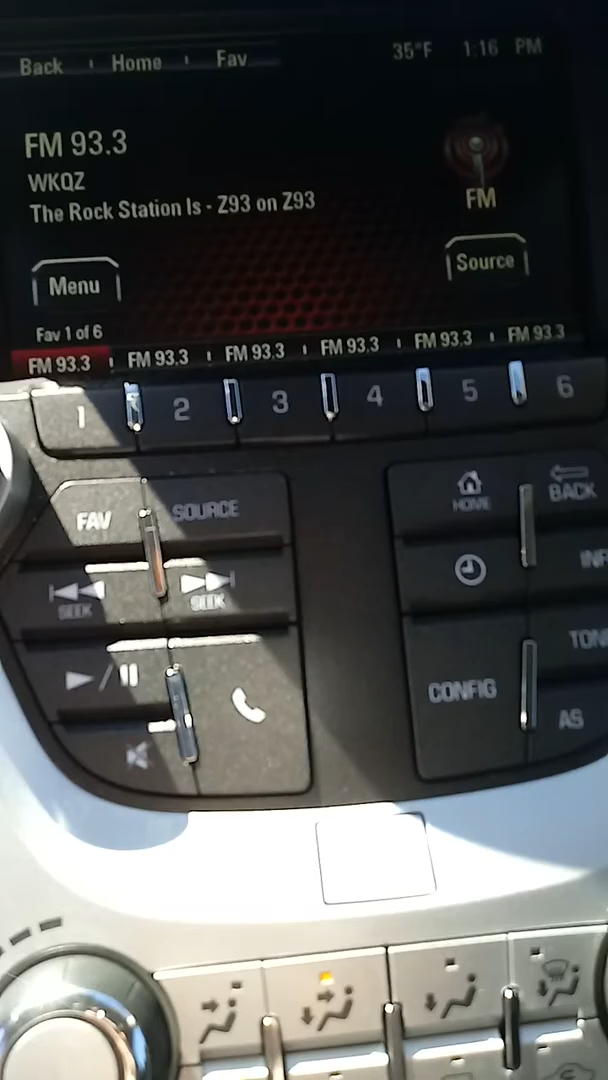 Back Home Fav 35°F 1:16 PM
FM 93.3
WKQZ
The Rock Station Is - Z93 on Z93
FM
Menu
Source
Fav 1 of 6
FM 93.3 FM 93.3 FM 93.3 FM 93.3 FM 93.3 FM 93.3
1 2 3 4 5 6
FAV SOURCE
HOME BACK
SEEK SEEK
INF
TON
CONFIG
AS